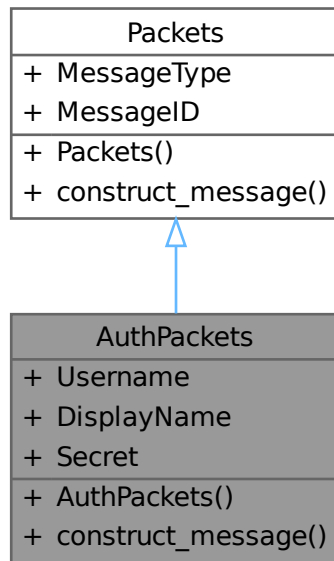 Packets
+ MessageType
+ MessageID
+ Packets()
+ construct_message()
AuthPackets
+ Username
+ DisplayName
+ Secret
+ AuthPackets()
+ construct_message()